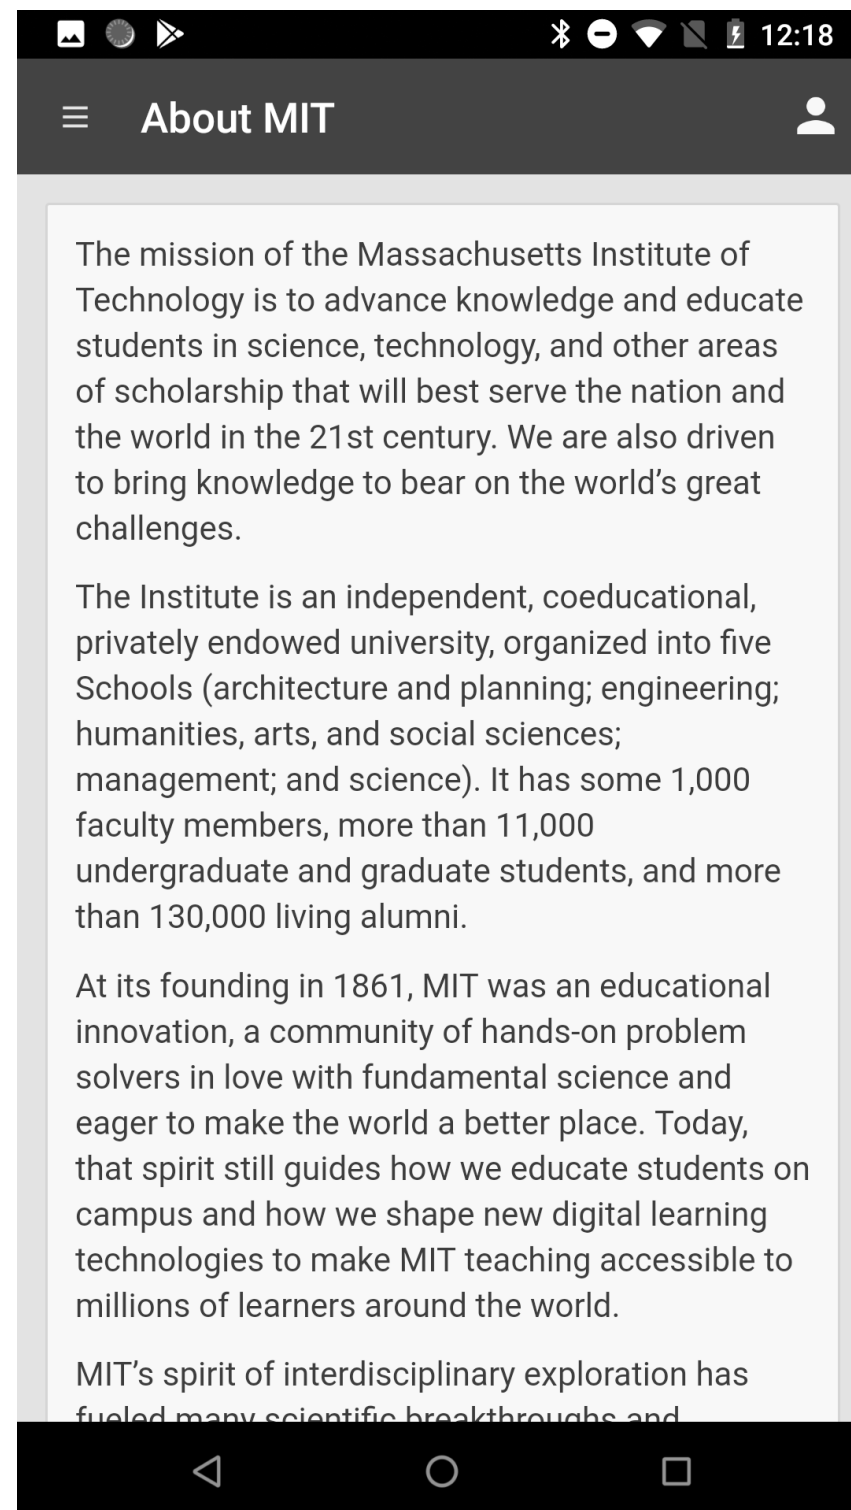 12:18
About MIT
The mission of the Massachusetts Institute of
Technology is to advance knowledge and educate
students in science, technology, and other areas
of scholarship that will best serve the nation and
the world in the 21st century. We are also driven
to bring knowledge to bear on the world’s great
challenges.
The Institute is an independent, coeducational,
privately endowed university, organized into five
Schools (architecture and planning; engineering;
humanities, arts, and social sciences;
management; and science). It has some 1,000
faculty members, more than 11,000
undergraduate and graduate students, and more
than 130,000 living alumni.
At its founding in 1861, MIT was an educational
innovation, a community of hands-on problem
solvers in love with fundamental science and
eager to make the world a better place. Today,
that spirit still guides how we educate students on
campus and how we shape new digital learning
technologies to make MIT teaching accessible to
millions of learners around the world.
MIT’s spirit of interdisciplinary exploration has
fueled many scientific breakthroughs and